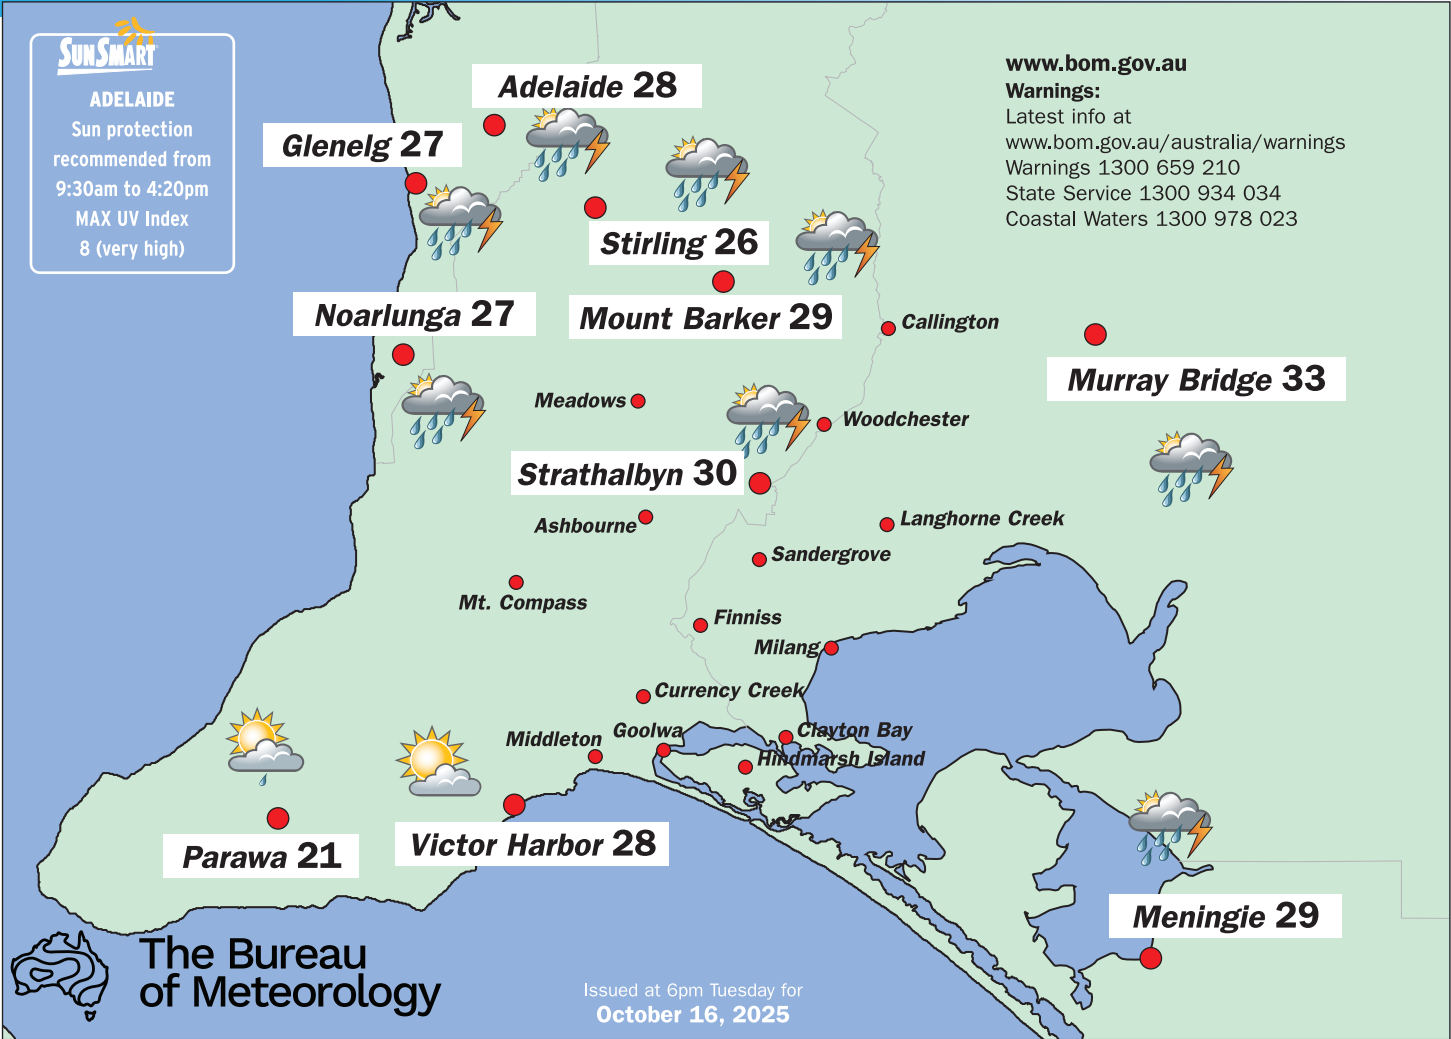 SUNSMART
ADELAIDE
Sun protection
recommended from
9:30am to 4:20pm
MAX UV Index
8 (very high)
www.bom.gov.au
Warnings:
Latest info at
www.bom.gov.au/australia/warnings
Warnings 1300 659 210
State Service 1300 934 034
Coastal Waters 1300 978 023
Adelaide 28
Glenelg 27
Stirling 26
Noarlunga 27
Mount Barker 29
Callington
Murray Bridge 33
Meadows
Woodchester
Strathalbyn 30
Ashbourne
Langhorne Creek
Sandergrove
Mt. Compass
Finniss
Milang
Currency Creek
Goolwa
Clayton Bay
Middleton
Hindmarsh Island
Victor Harbor 28
Parawa 21
Meningie 29
The Bureau
of Meteorology
Issued at 6pm Tuesday for
October 16, 2025